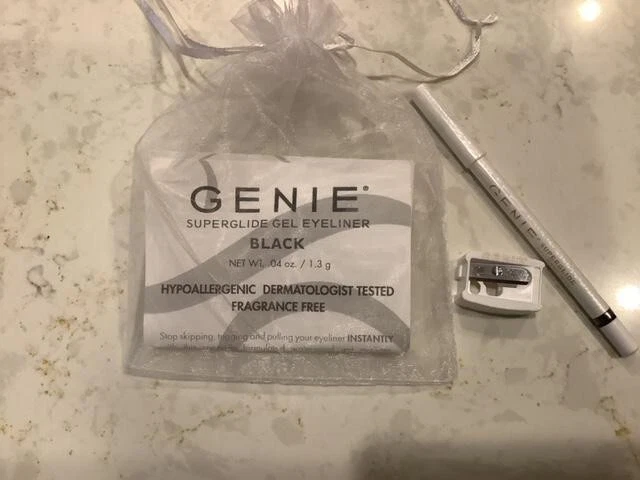 GENIE®
SUPERGLIDE GEL EYELINER
BLACK
NET WT, .04 oz. / 1.3 g
HYPOALLERGENIC DERMATOLOGIST TESTED
FRAGRANCE FREE
Stop skipping, tugging and pulling your eyeliner INSTANTLY
GENIE SUPERGLIDE